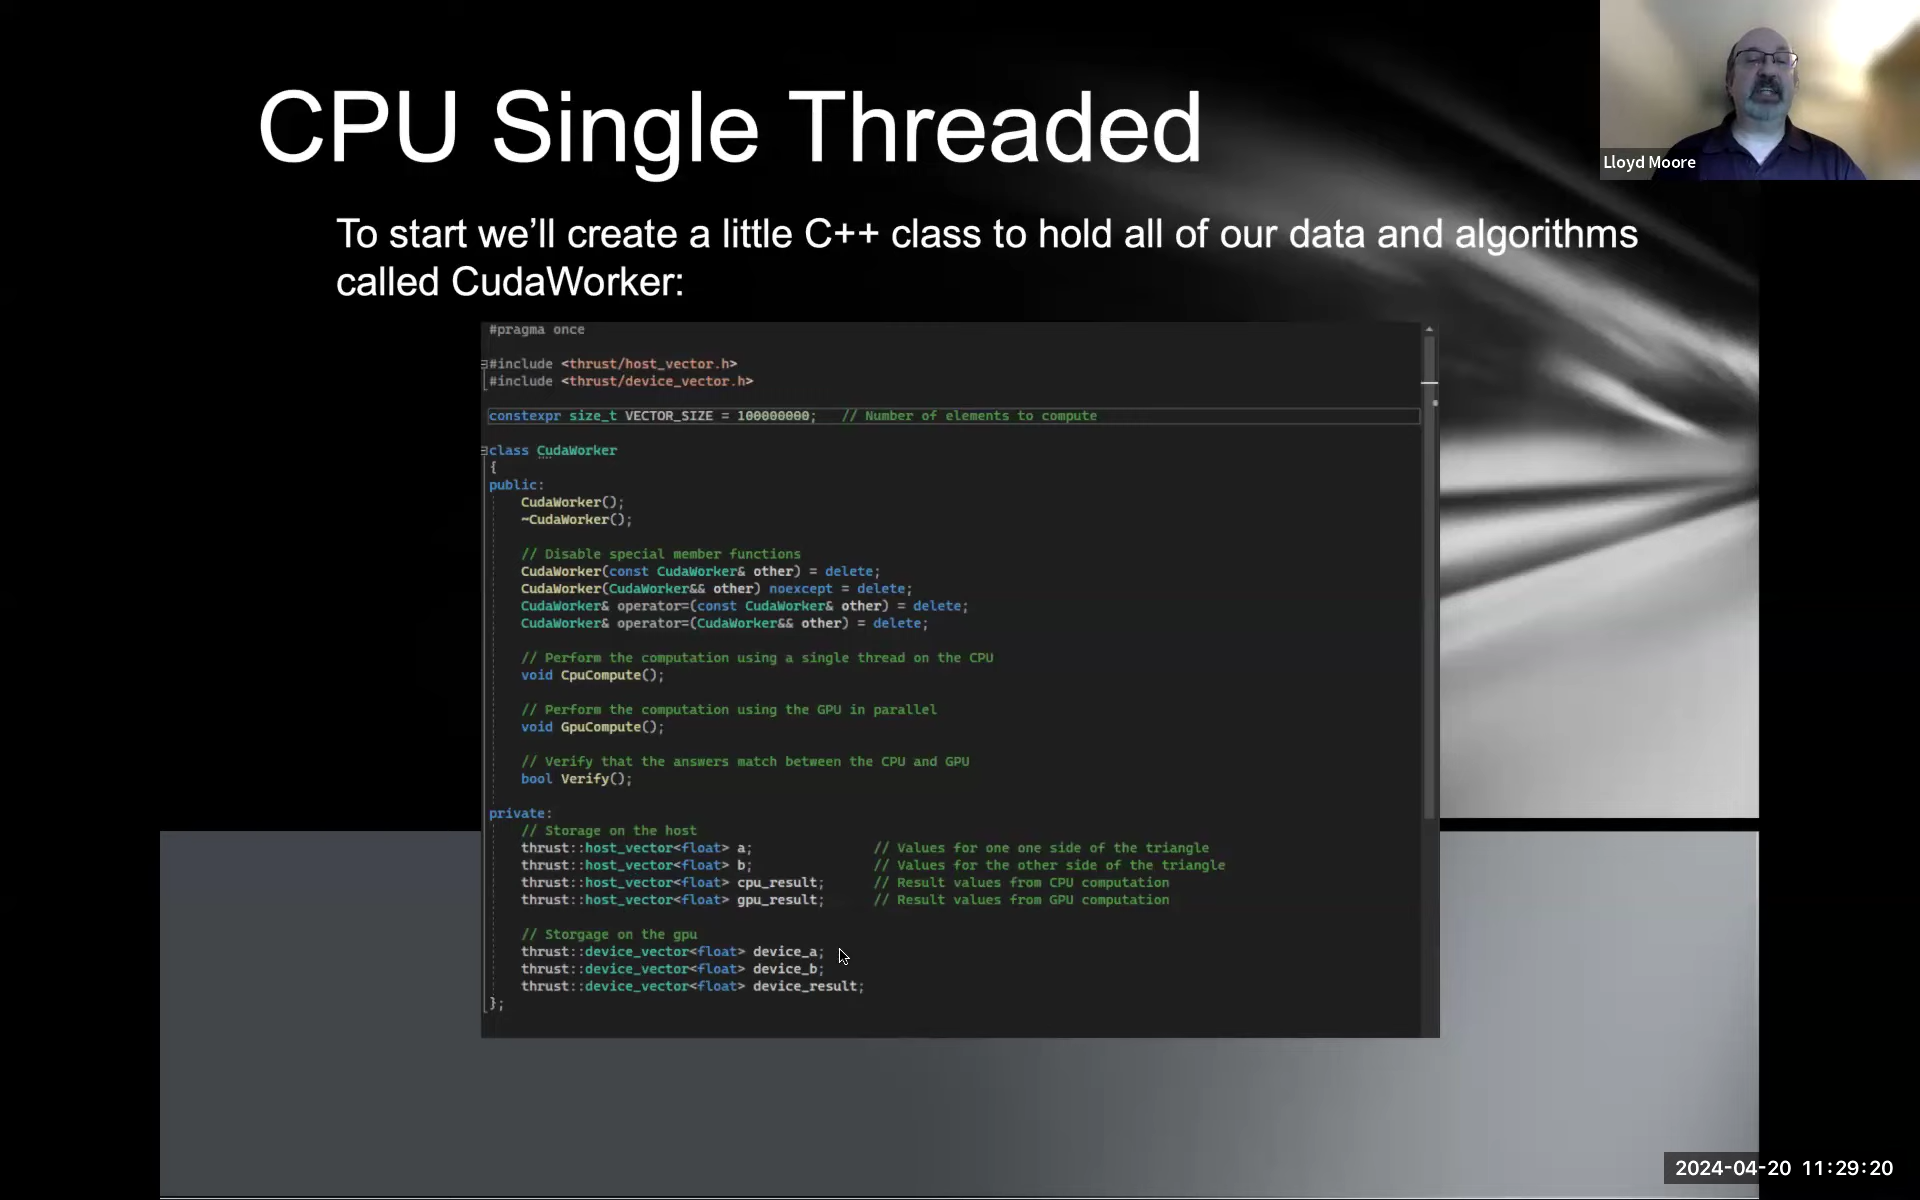 CPU Single Threaded
Lloyd Moore
To start we'll create a little C++ class to hold all of our data and algorithms
called CudaWorker:
#pragma once
#include <thrust/host_vector.h>
#include <thrust/device_vector.h>
constexpr size_t VECTOR_SIZE = 100000000;   // Number of elements to compute
class CudaWorker
{
public:
    CudaWorker();
    ~CudaWorker();
    // Disable special member functions
    CudaWorker(const CudaWorker& other) = delete;
    CudaWorker(CudaWorker&& other) noexcept = delete;
    CudaWorker& operator=(const CudaWorker& other) = delete;
    CudaWorker& operator=(CudaWorker&& other) = delete;
    // Perform the computation using a single thread on the CPU
    void CpuCompute();
    // Perform the computation using the GPU in parallel
    void GpuCompute();
    // Verify that the answers match between the CPU and GPU
    bool Verify();
private:
    // Storage on the host
    thrust::host_vector<float> a;               // Values for one one side of the triangle
    thrust::host_vector<float> b;               // Values for the other side of the triangle
    thrust::host_vector<float> cpu_result;      // Result values from CPU computation
    thrust::host_vector<float> gpu_result;      // Result values from GPU computation
    // Storgage on the gpu
    thrust::device_vector<float> device_a;
    thrust::device_vector<float> device_b;
    thrust::device_vector<float> device_result;
};
2024-04-20 11:29:20